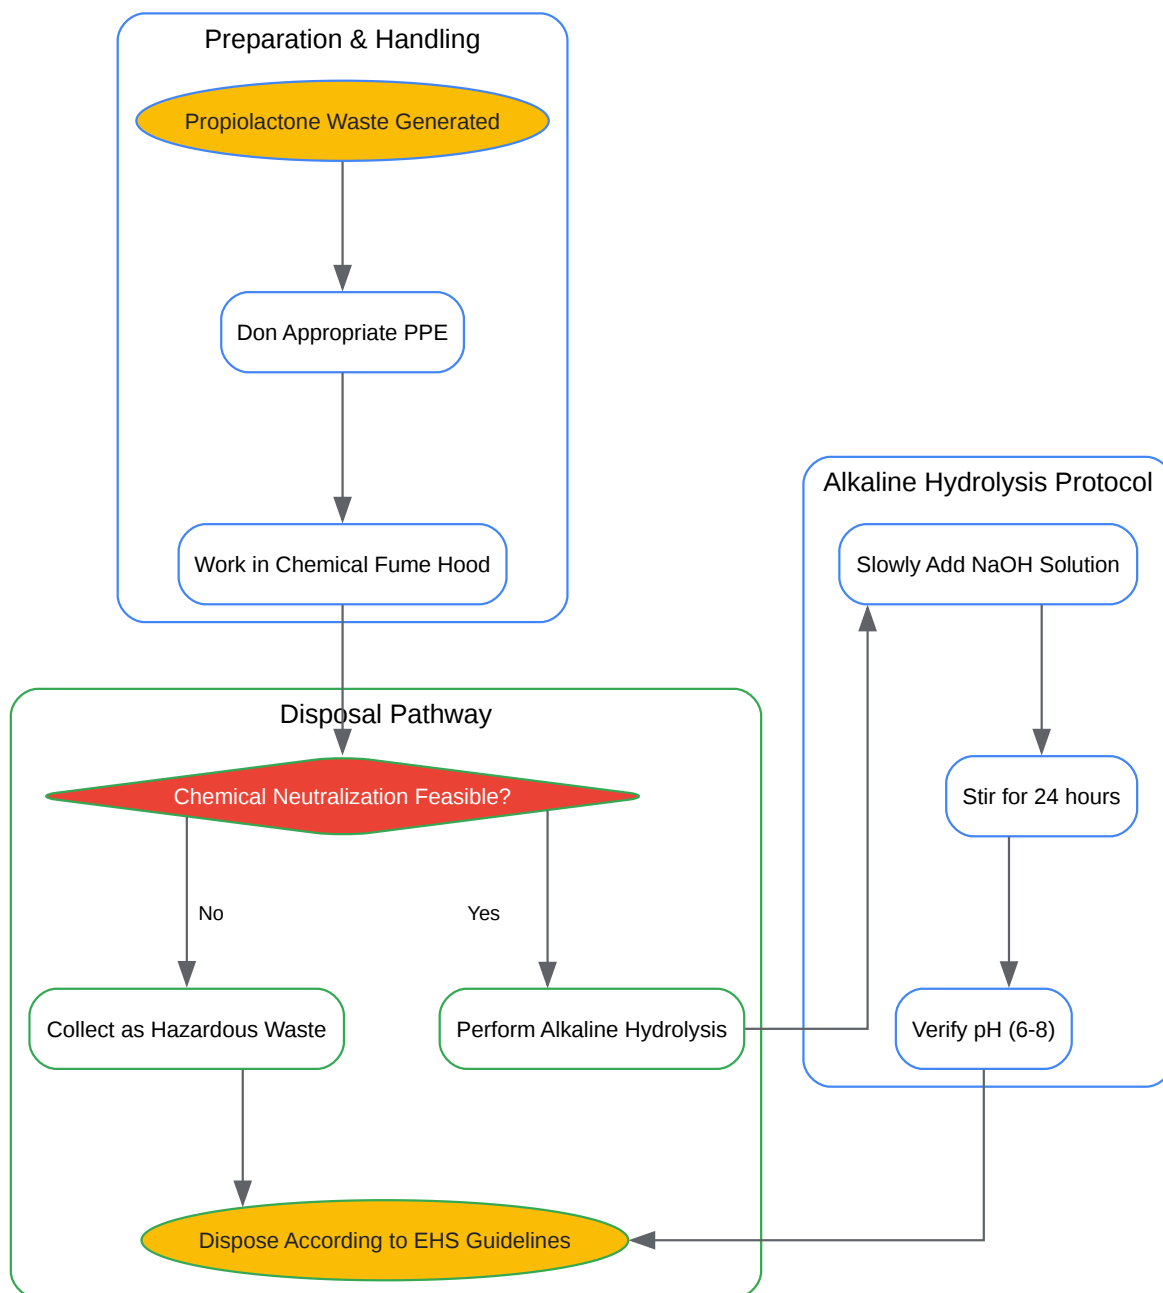 Preparation & Handling
Propiolactone Waste Generated
Don Appropriate PPE
Work in Chemical Fume Hood
Disposal Pathway
Chemical Neutralization Feasible?
No
Yes
Collect as Hazardous Waste
Perform Alkaline Hydrolysis
Dispose According to EHS Guidelines
Alkaline Hydrolysis Protocol
Slowly Add NaOH Solution
Stir for 24 hours
Verify pH (6-8)